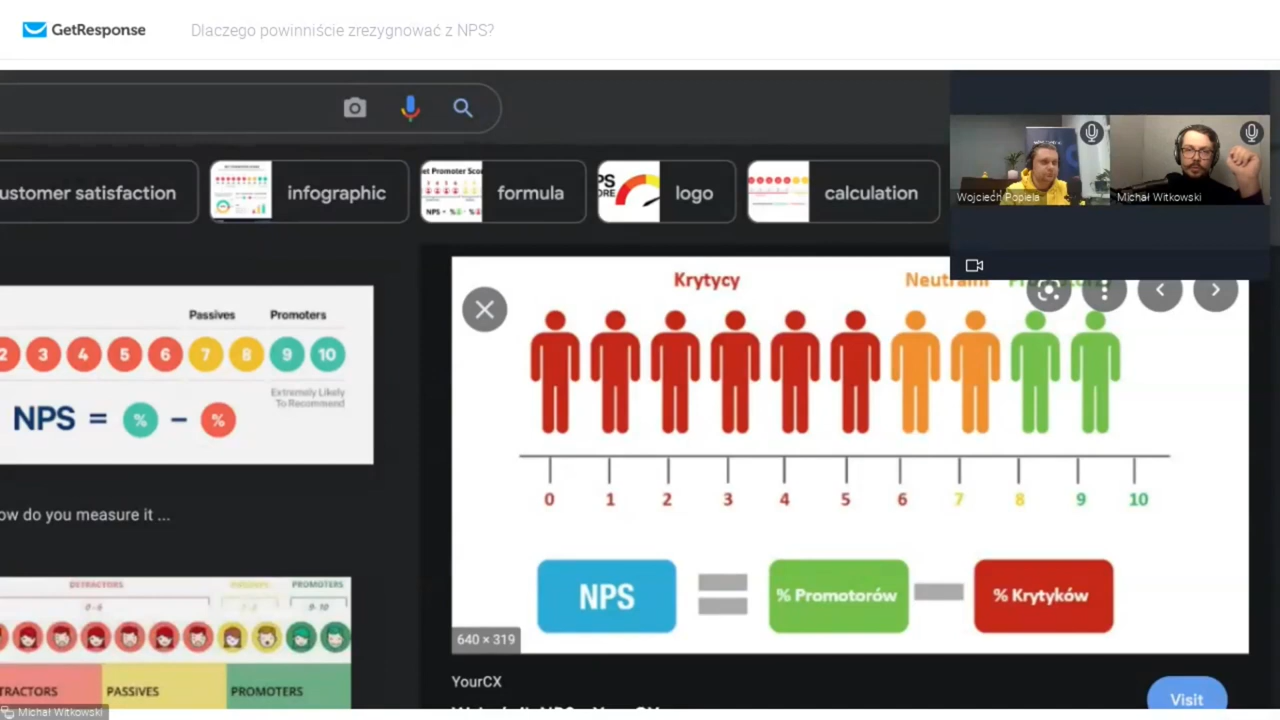 GetResponse
Dlaczego powinniście zrezygnować z NPS?
ustomer satisfaction
infographic
formula
logo
calculation
Wojciech Popiela
Michał Witkowski
Passives
Promoters
2 3 4 5 6 7 8 9 10
Extremely Likely
To Recommend
NPS = % - %
ow do you measure it ...
DETRACTORS
PROMOTERS
TRACTORS
PASSIVES
PROMOTERS
Krytycy
Neutralni
0 1 2 3 4 5 6 7 8 9 10
NPS = % Promotorów - % Krytyków
640 × 319
YourCX
Visit
Michał Witkowski